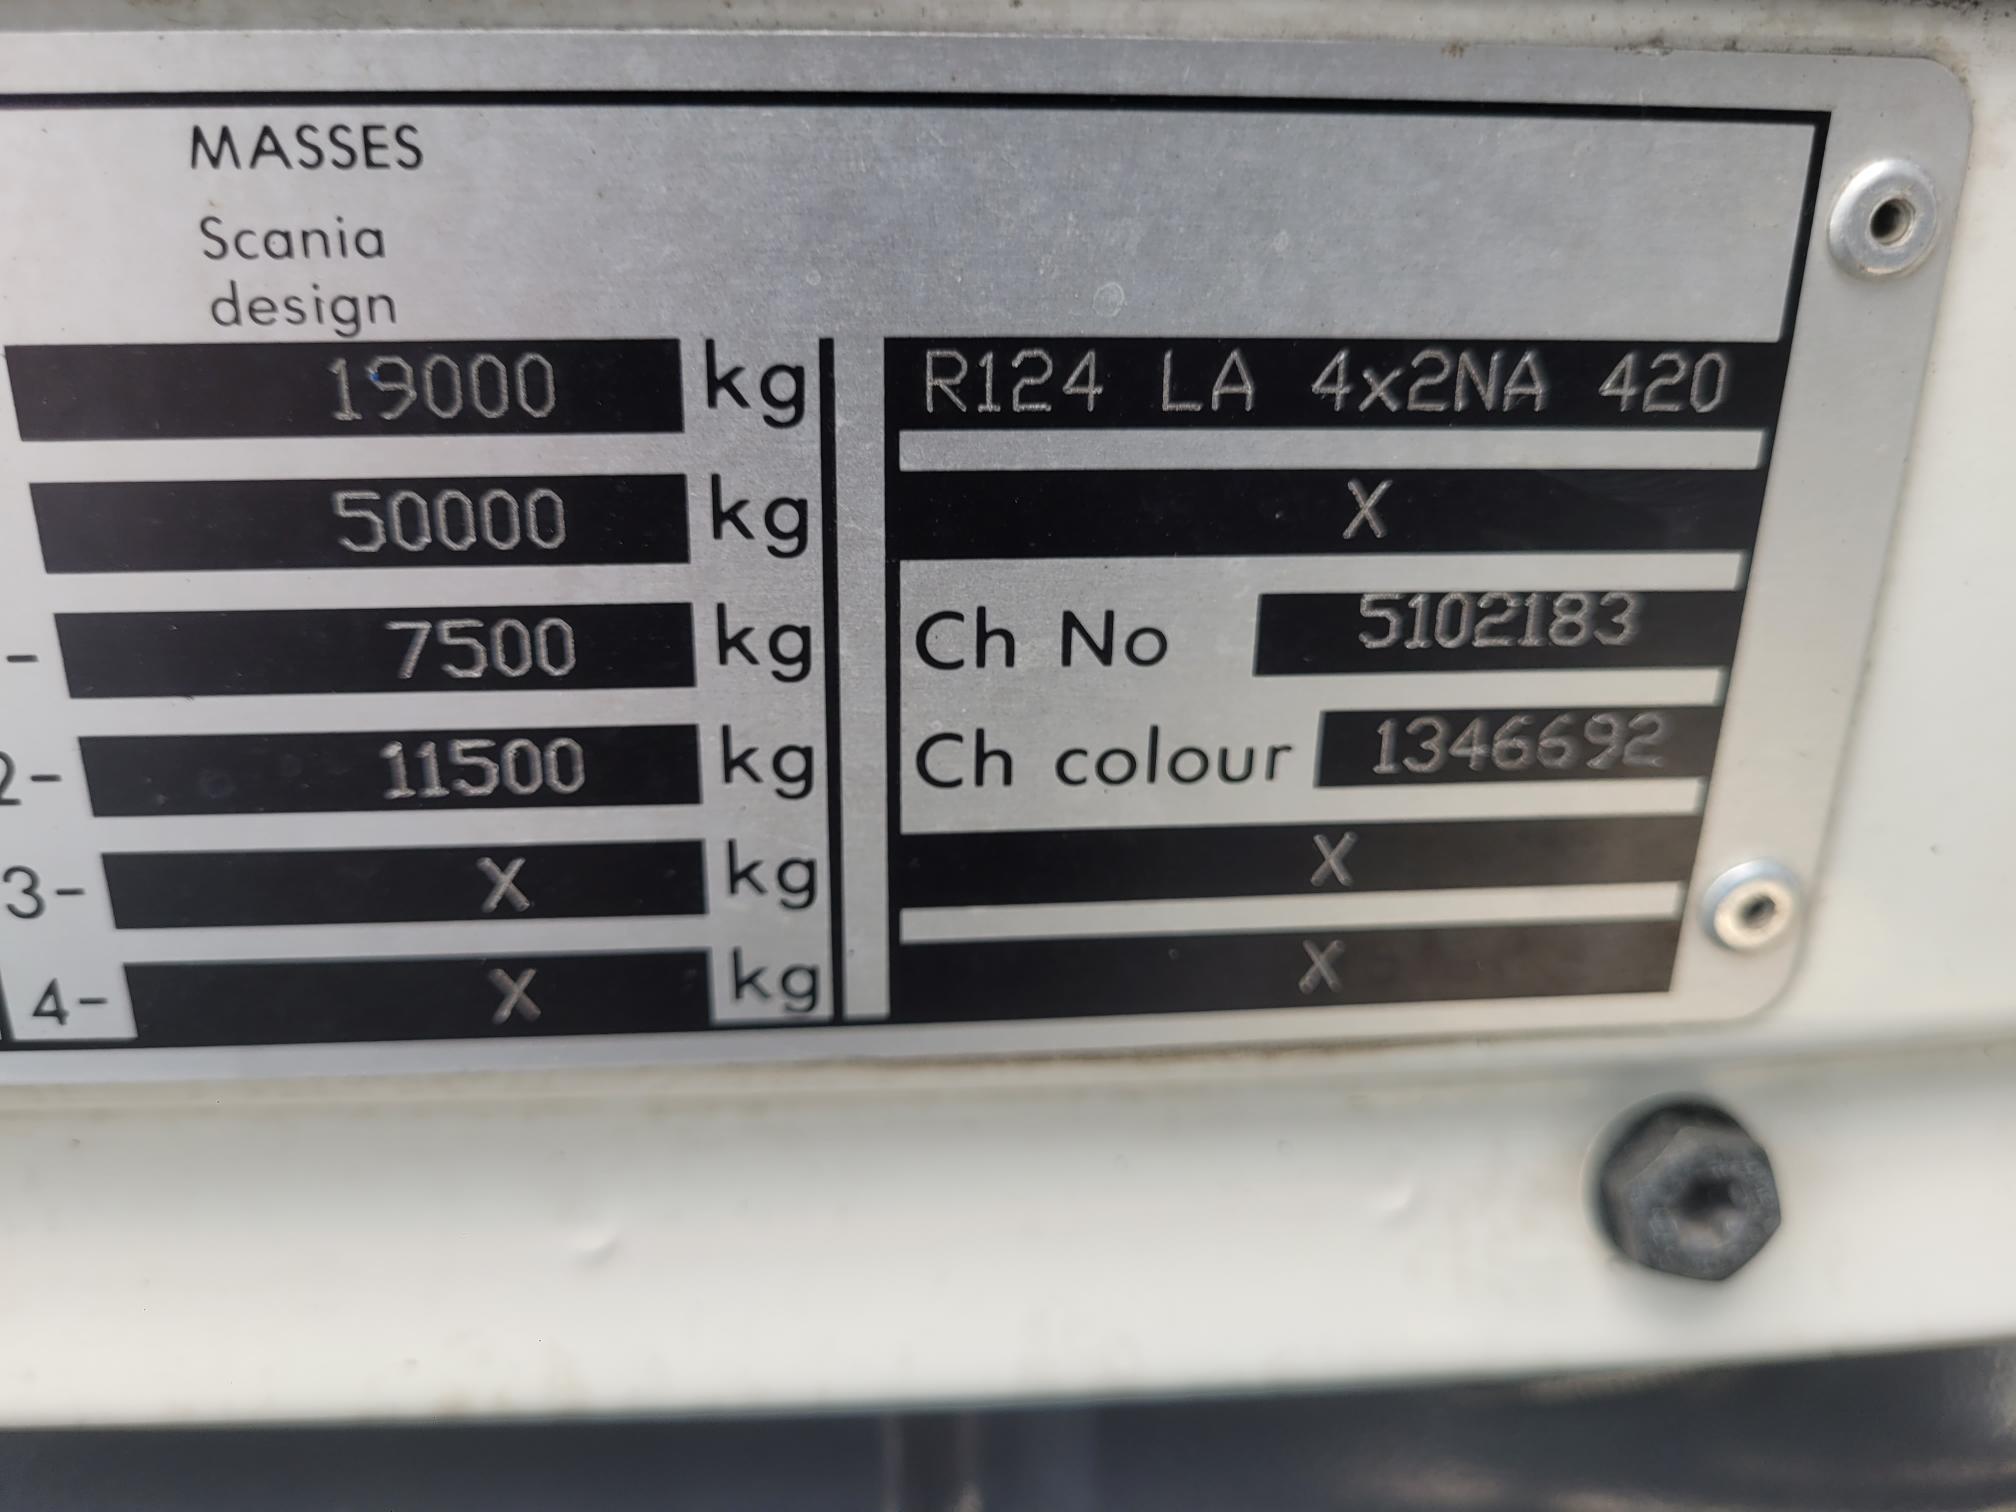 MASSES
Scania
design
19000 kg R124 LA 4x2NA 420
50000 kg X
- 7500 kg Ch No 5102183
2- 11500 kg Ch colour 1346692
3- X kg X
4- X kg X